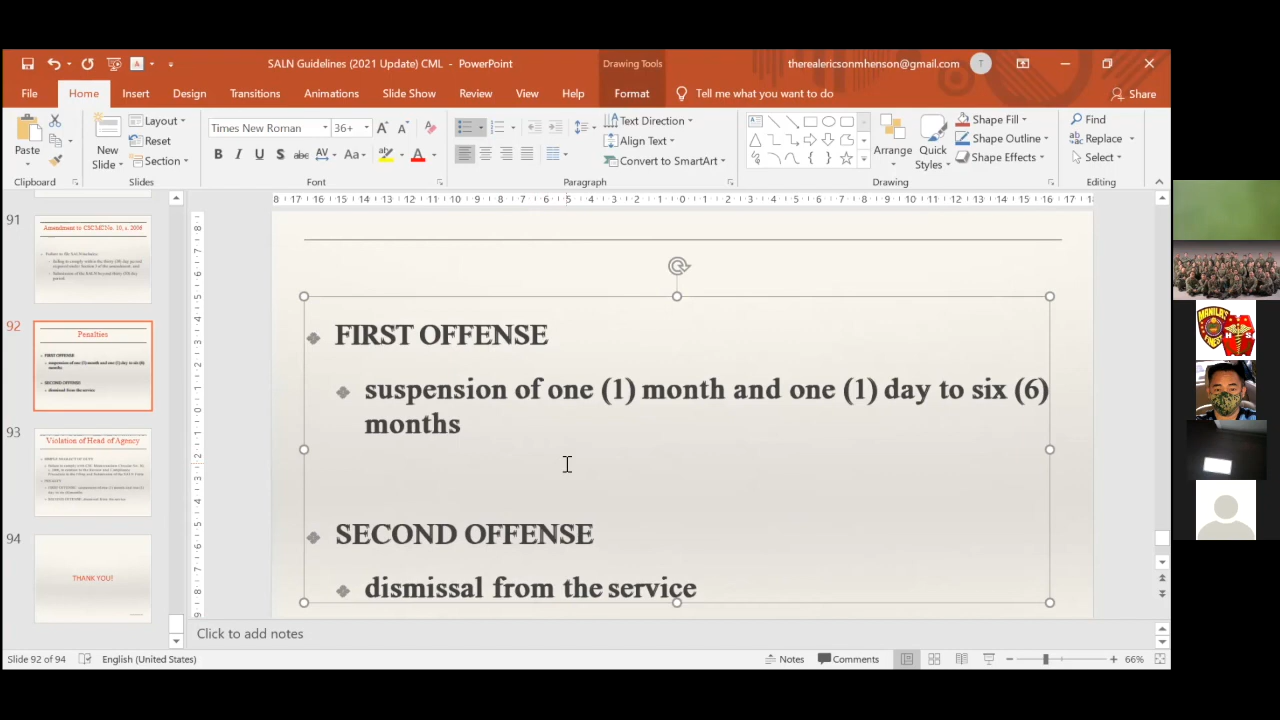 SALN Guidelines (2021 Update) CML - PowerPoint
Drawing Tools
therealericsonmhenson@gmail.com
T
File Home Insert Design Transitions Animations Slide Show Review View Help Format Tell me what you want to do Share
Paste
New Slide
Layout
Reset
Section
Times New Roman 36+
Text Direction
Align Text
Convert to SmartArt
Arrange
Quick Styles
Shape Fill
Shape Outline
Shape Effects
Find
Replace
Select
Clipboard Slides Font Paragraph Drawing Editing
91
Amendment to CSC MC No. 10, s. 2006
92
Penalties
FIRST OFFENSE
suspension of one (1) month and one (1) day to six (6) months
SECOND OFFENSE
dismissal from the service
93
Violation of Head of Agency
94
THANK YOU!
FIRST OFFENSE
suspension of one (1) month and one (1) day to six (6)
months
SECOND OFFENSE
dismissal from the service
Click to add notes
Slide 92 of 94 English (United States) Notes Comments 66%
MANILA'S
FINEST